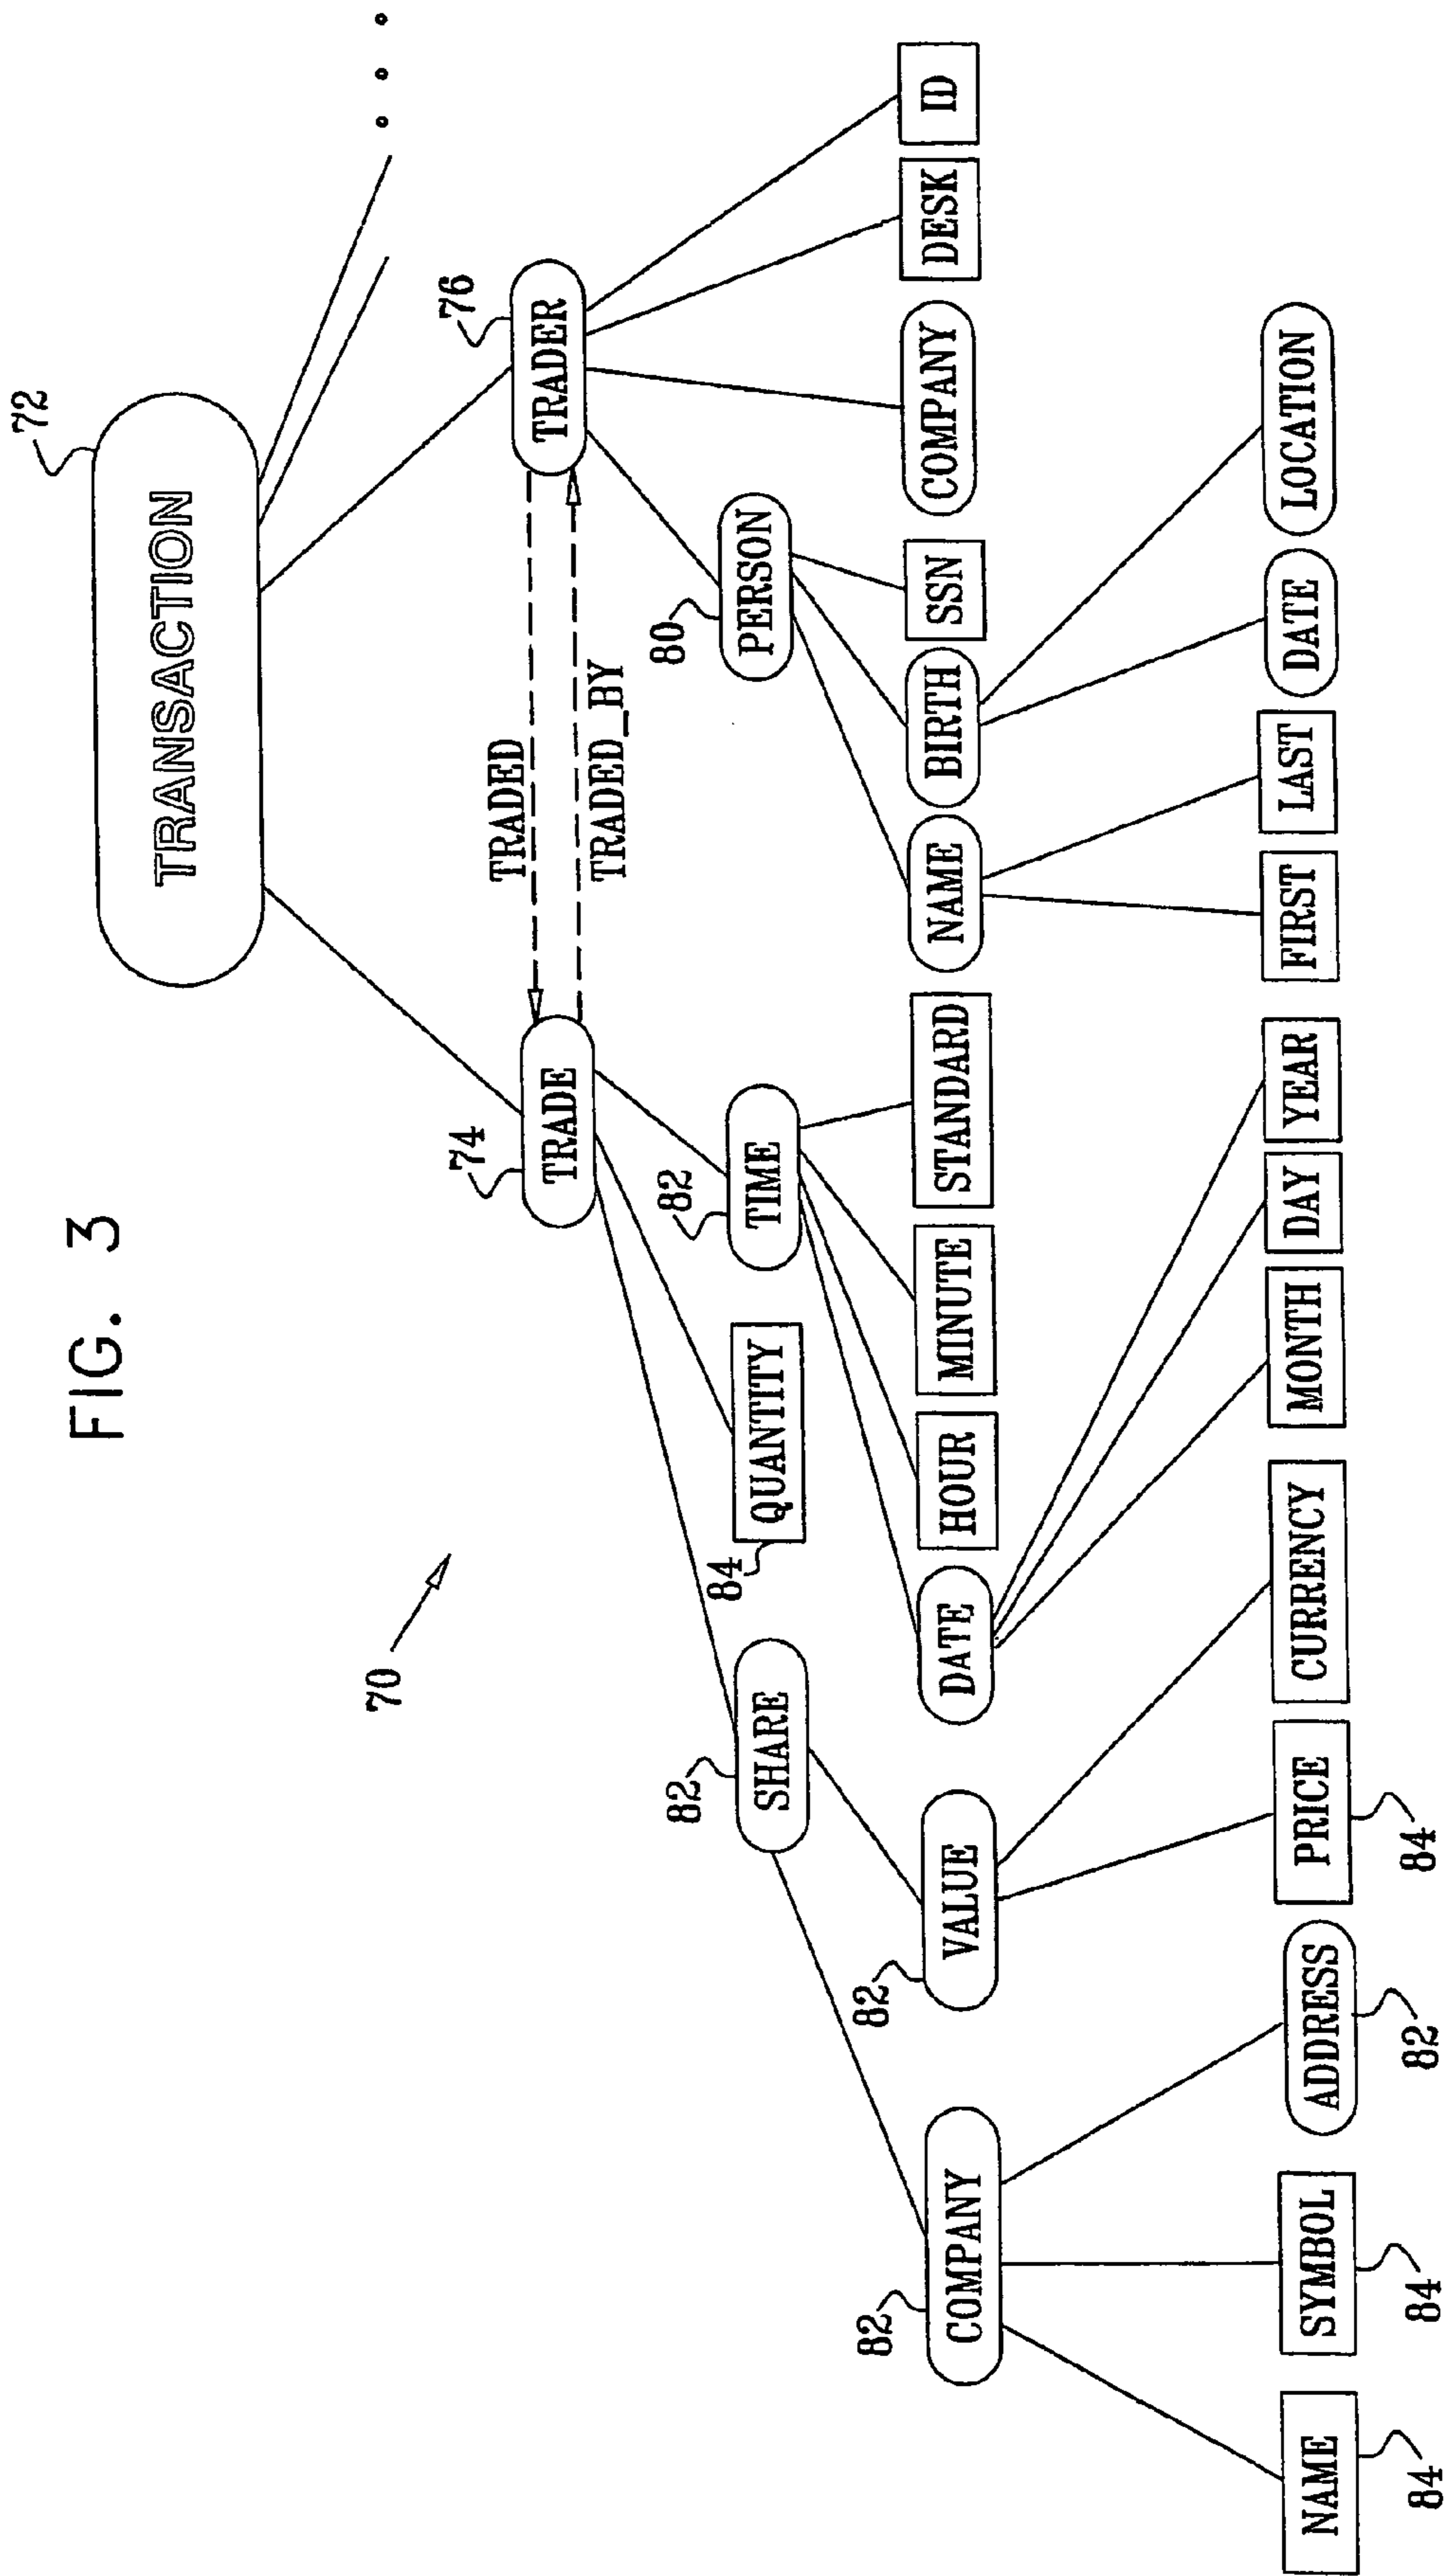 FIG. 3
72
TRANSACTION
70
74
TRADE
TRADED
TRADED_BY
76
TRADER
82
SHARE
84
QUANTITY
82
TIME
80
PERSON
82
COMPANY
82
VALUE
DATE
HOUR
MINUTE
STANDARD
NAME
BIRTH
SSN
COMPANY
DESK
ID
NAME
SYMBOL
ADDRESS
PRICE
CURRENCY
MONTH
DAY
YEAR
FIRST
LAST
DATE
LOCATION
84
84
82
84